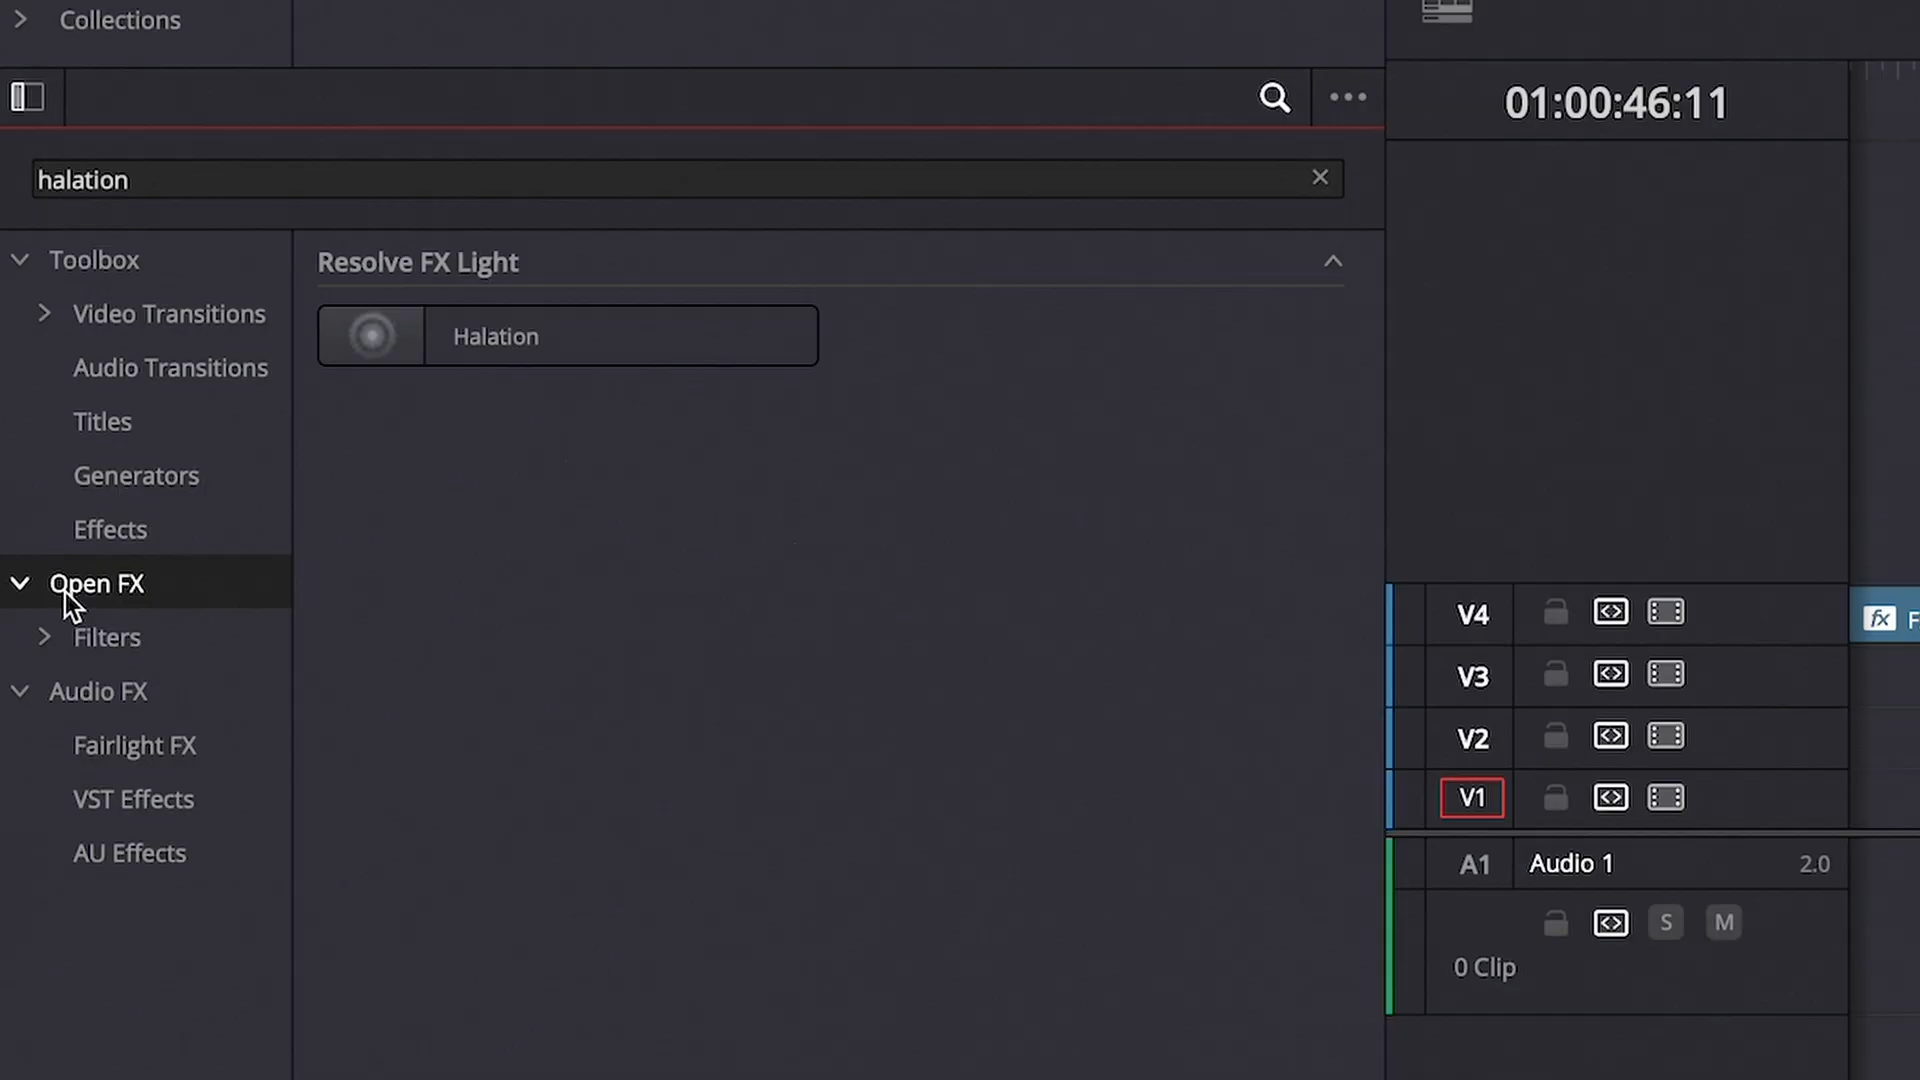 Collections
halation
Toolbox
Video Transitions
Audio Transitions
Titles
Generators
Effects
Open FX
Filters
Audio FX
Fairlight FX
VST Effects
AU Effects
Resolve FX Light
Halation
01:00:46:11
V4
fx F
V3
V2
V1
A1 Audio 1 2.0
S M
0 Clip